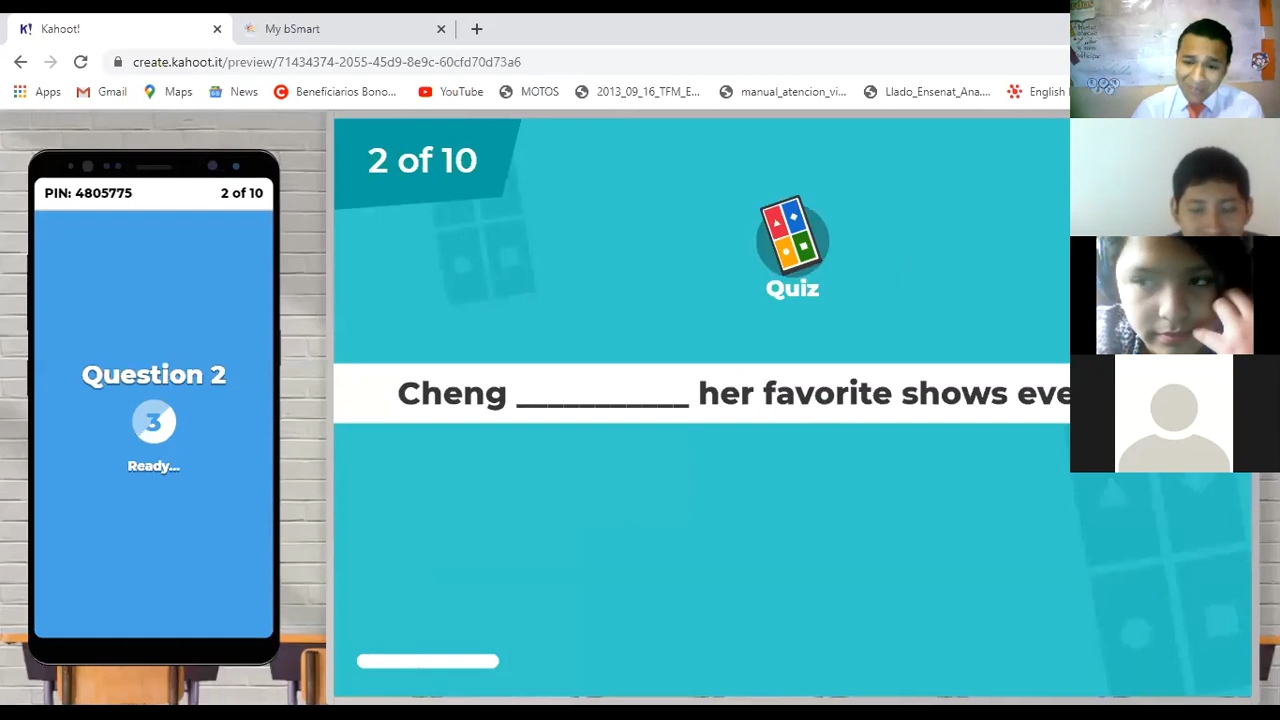 Kahoot!
My bSmart
create.kahoot.it/preview/71434374-2055-
-8e9c-60cfd70d73a6
Apps
Gmail
Maps
News
Beneficiarios Bono...
YouTube
MOTOS
2013_09_16_TFM_E...
manual_atencion_vi...
Llado_Ensenat_Ana...
English
PIN: 4805775
2 of 10
Question 2
3
Ready...
2 of 10
Quiz
Cheng ___________ her favorite shows eve